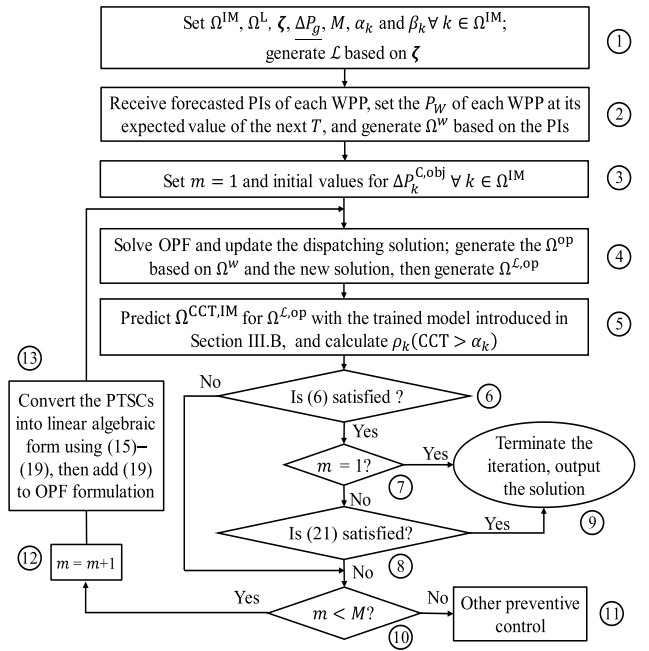 Set Ω^IM, Ω^L, ζ, ΔP_g, M, α_k and β_k ∀ k ∈ Ω^IM;
generate ℒ based on ζ
1
Receive forecasted PIs of each WPP, set the P_W of each WPP at its
expected value of the next T, and generate Ω^w based on the PIs
2
Set m = 1 and initial values for ΔP_k^C,obj ∀ k ∈ Ω^IM
3
Solve OPF and update the dispatching solution; generate the Ω^op
based on Ω^w and the new solution, then generate Ω^ℒ,op
4
Predict Ω^CCT,IM for Ω^ℒ,op with the trained model introduced in
Section III.B, and calculate ρ_k(CCT > α_k)
5
13
Convert the PTSCs
into linear algebraic
form using (15)–
(19), then add (19)
to OPF formulation
No
Is (6) satisfied ?
6
Yes
m = 1?
Yes
7
Terminate the
iteration, output
the solution
9
No
Is (21) satisfied?
Yes
8
No
12
m = m+1
Yes
m < M?
No
10
Other preventive
control
11